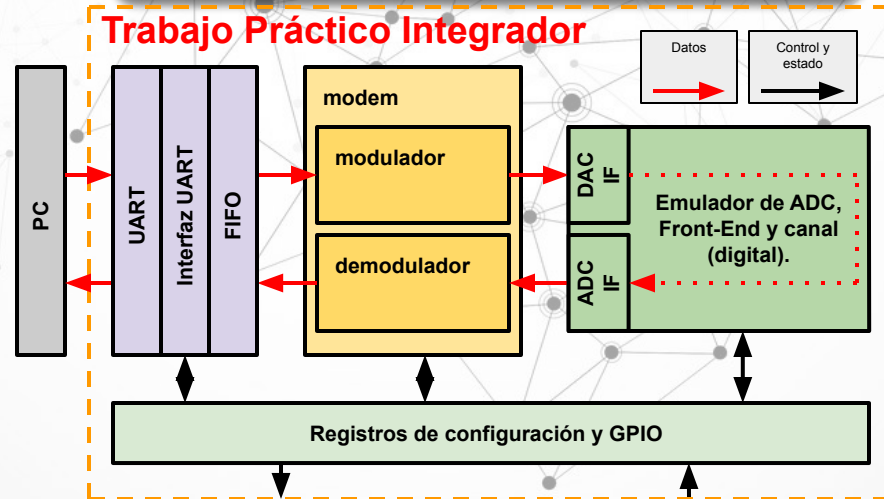 Trabajo Práctico Integrador
Datos
Control y
estado
PC
UART
Interfaz UART
FIFO
modem
modulador
demodulador
DAC
IF
ADC
IF
Emulador de ADC,
Front-End y canal
(digital).
Registros de configuración y GPIO